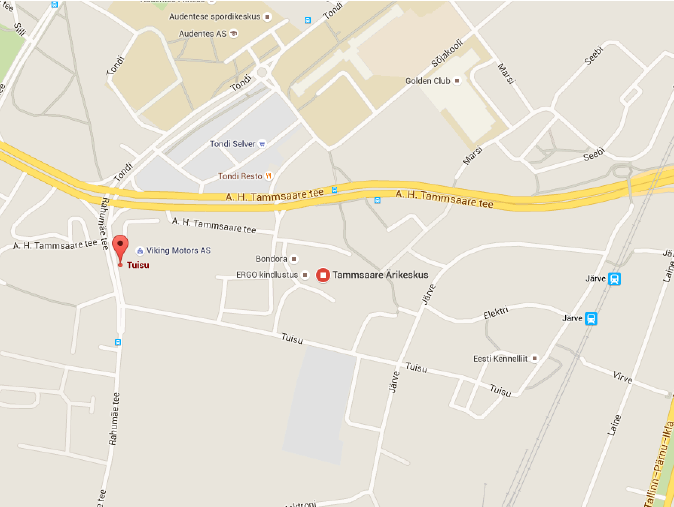 Audentese spordikeskus
Audentes AS
Tondi
Sõjakooli
Golden Club
Marsi
Seebi
Tondi
Tondi
Tondi Selver
Marsi
Seebi
Tondi
Tondi Resto
A. H. Tammsaare tee
A. H. Tammsaare tee
Rahumäe tee
A. H. Tammsaare tee
A. H. Tammsaare tee
Viking Motors AS
Tuisu
Bondora
ERGO kindlustus
Tammsaare Ärikeskus
Järve
Järve
Laine
Järve
Elektri
Järve
Tuisu
Tuisu
Eesti Kennelliit
Järve
Tuisu
Virve
Rahumäe tee
Laine
Tallinn–Pärnu–Ikla